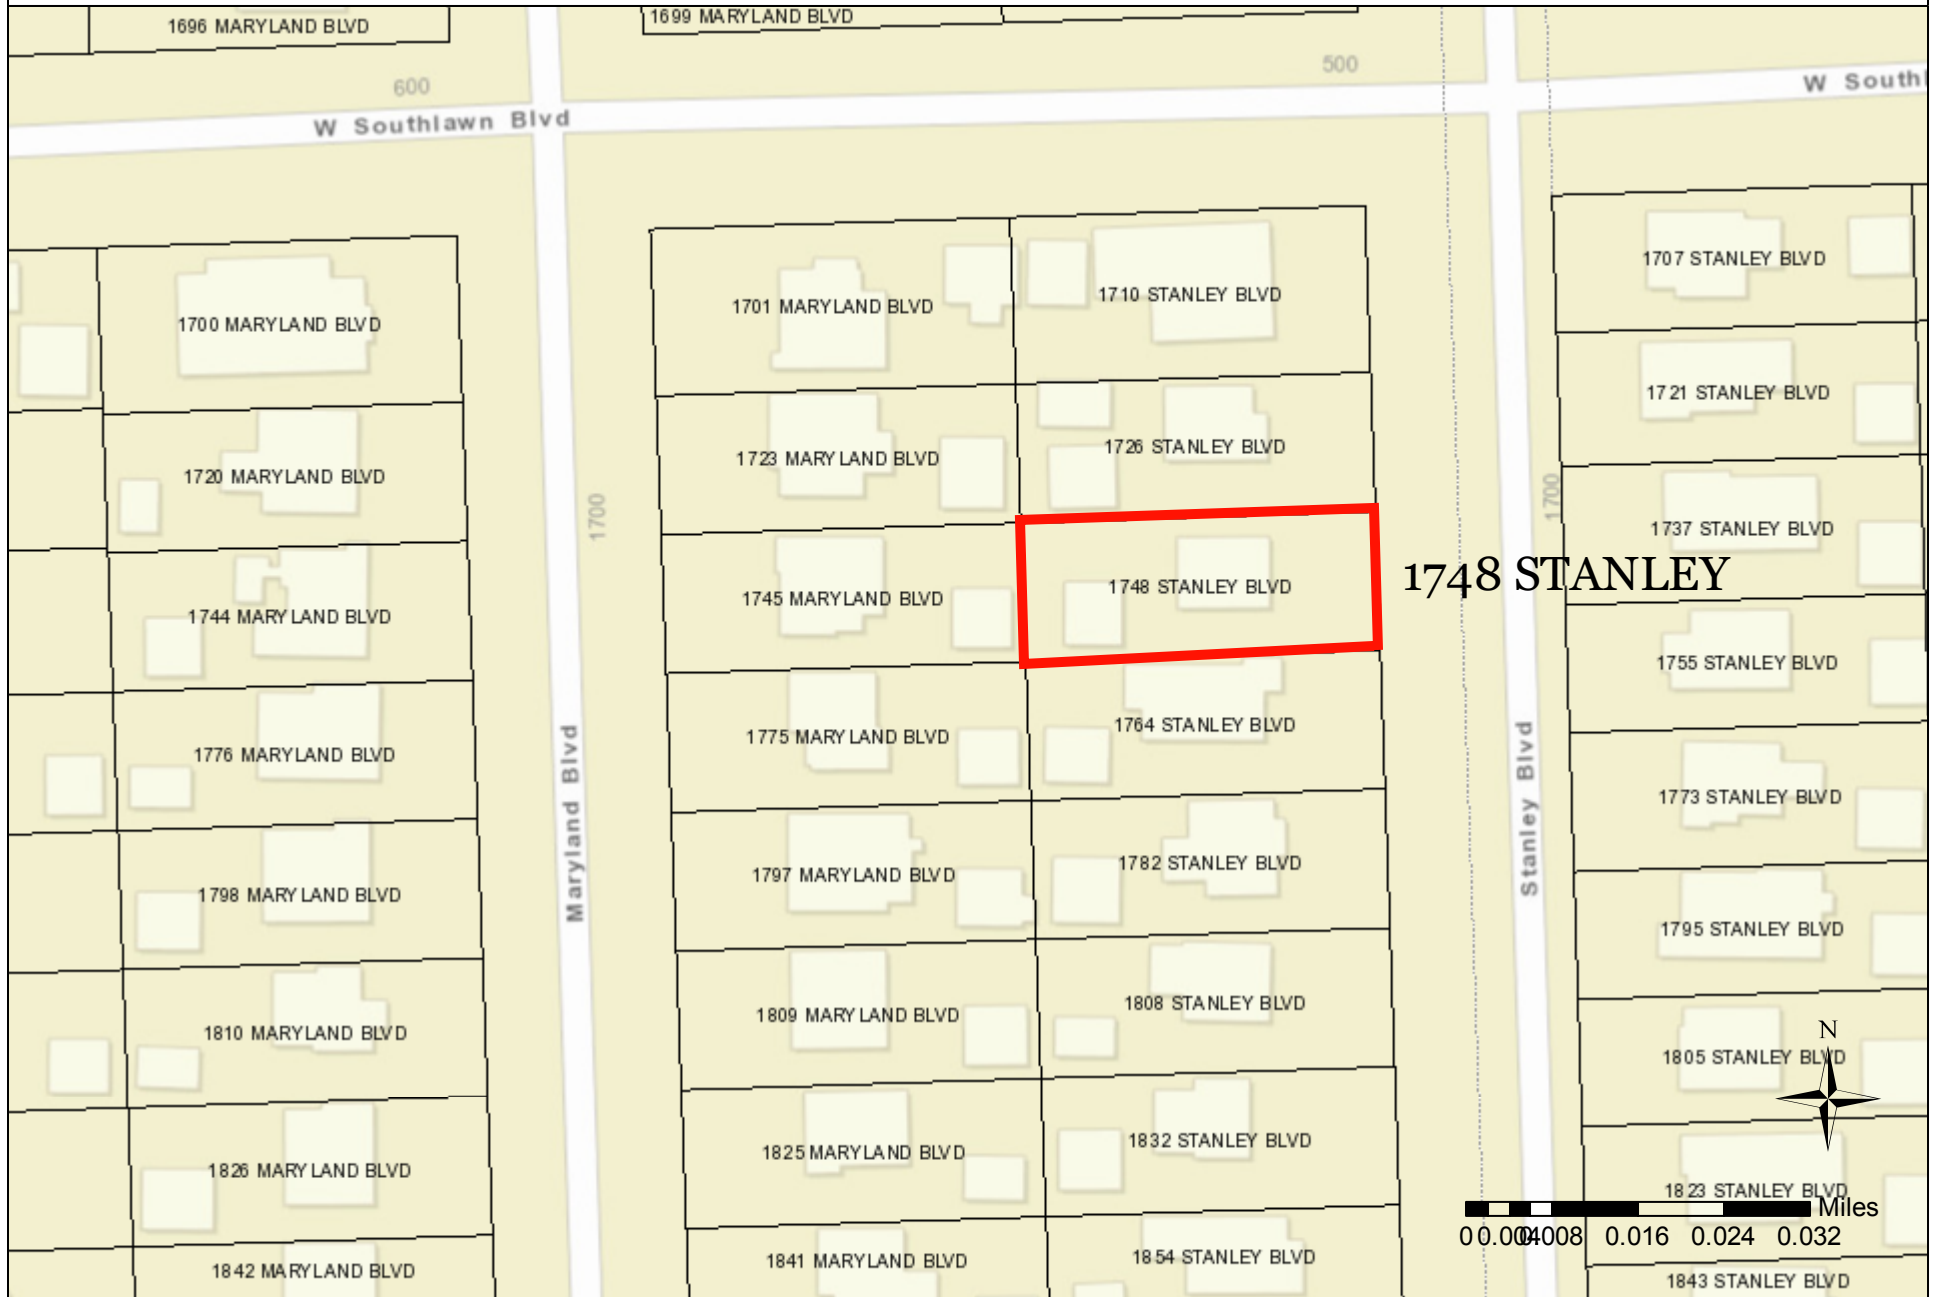 1696 MARYLAND BLVD
1699 MARYLAND BLVD
600
500
W Southlawn Blvd
W South
1700 MARYLAND BLVD
1701 MARYLAND BLVD
1710 STANLEY BLVD
1707 STANLEY BLVD
1721 STANLEY BLVD
1720 MARYLAND BLVD
1723 MARYLAND BLVD
1726 STANLEY BLVD
1700
1700
1737 STANLEY BLVD
1744 MARYLAND BLVD
1745 MARYLAND BLVD
1748 STANLEY BLVD
1748 STANLEY
1755 STANLEY BLVD
1776 MARYLAND BLVD
1775 MARYLAND BLVD
1764 STANLEY BLVD
1773 STANLEY BLVD
Maryland Blvd
Stanley Blvd
1798 MARYLAND BLVD
1797 MARYLAND BLVD
1782 STANLEY BLVD
1795 STANLEY BLVD
1810 MARYLAND BLVD
1809 MARYLAND BLVD
1808 STANLEY BLVD
N
1805 STANLEY BLVD
1826 MARYLAND BLVD
1825 MARYLAND BLVD
1832 STANLEY BLVD
1823 STANLEY BLVD
Miles
0 0.004 0.008 0.016 0.024 0.032
1842 MARYLAND BLVD
1841 MARYLAND BLVD
1854 STANLEY BLVD
1843 STANLEY BLVD